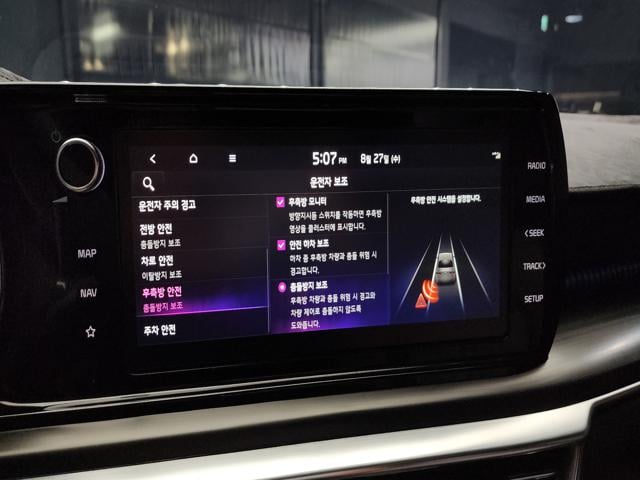 5:07 PM 8월 27일 (수)
운전자 보조
운전자 주의 경고
전방 안전
충돌방지 보조
차로 안전
이탈방지 보조
후측방 안전
충돌방지 보조
주차 안전
후측방 모니터
방향지시등 스위치를 작동하면 후측방
영상을 클러스터에 표시합니다.
안전 하차 보조
하차 중 후측방 차량과 충돌 위험 시
경고합니다.
충돌방지 보조
후측방 차량과 충돌 위험 시 경고와
차량 제어로 충돌하지 않도록
도와줍니다.
후측방 안전 시스템을 설정합니다.
MAP
NAV
RADIO
MEDIA
< SEEK
TRACK >
SETUP